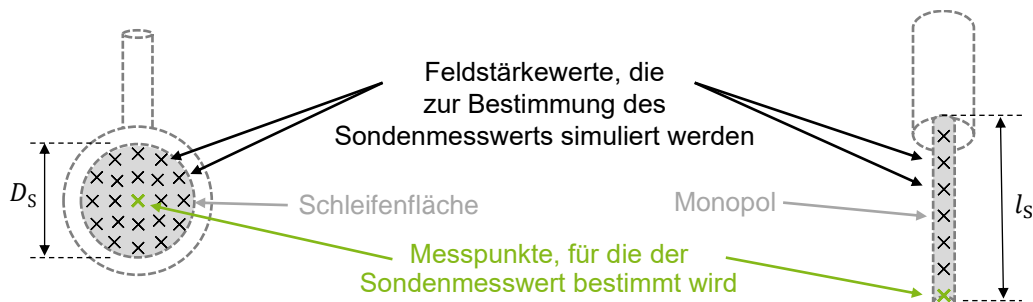 Feldstärkewerte, die
zur Bestimmung des
Sondenmesswerts simuliert werden
D_S
Schleifenfläche
Monopol
l_S
Messpunkte, für die der
Sondenmesswert bestimmt wird